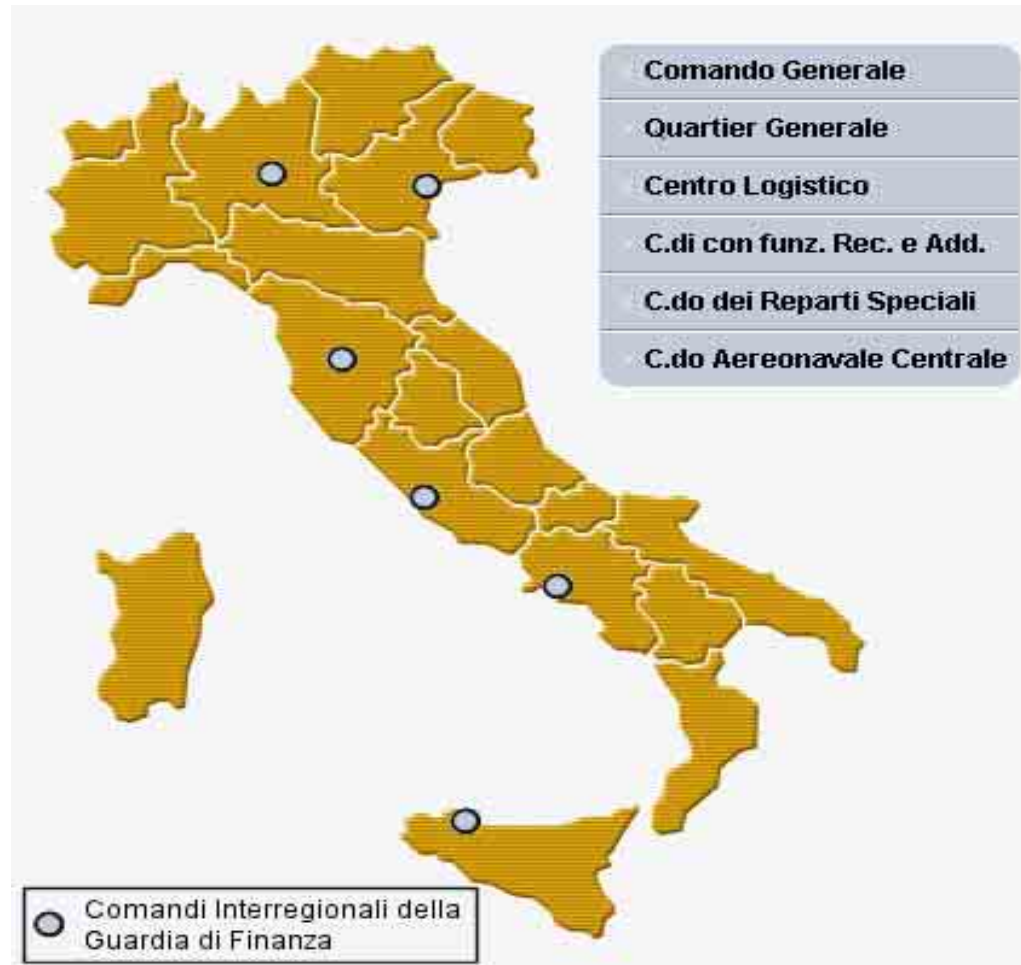 Comando Generale
Quartier Generale
Centro Logistico
C.di con funz. Rec. e Add.
C.do dei Reparti Speciali
C.do Aereonavale Centrale
Comandi Interregionali della
Guardia di Finanza